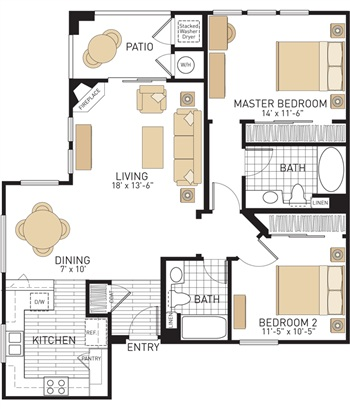 PATIO
Stacked
Washer
Dryer
W/H
FIREPLACE
MASTER BEDROOM
14' x 11'-6"
LIVING
18' x 13'-6"
BATH
LINEN
DINING
7' x 10'
D/W
REF.
KITCHEN
PANTRY
ENTRY
LINEN
BATH
BEDROOM 2
11'-5" x 10'-5"